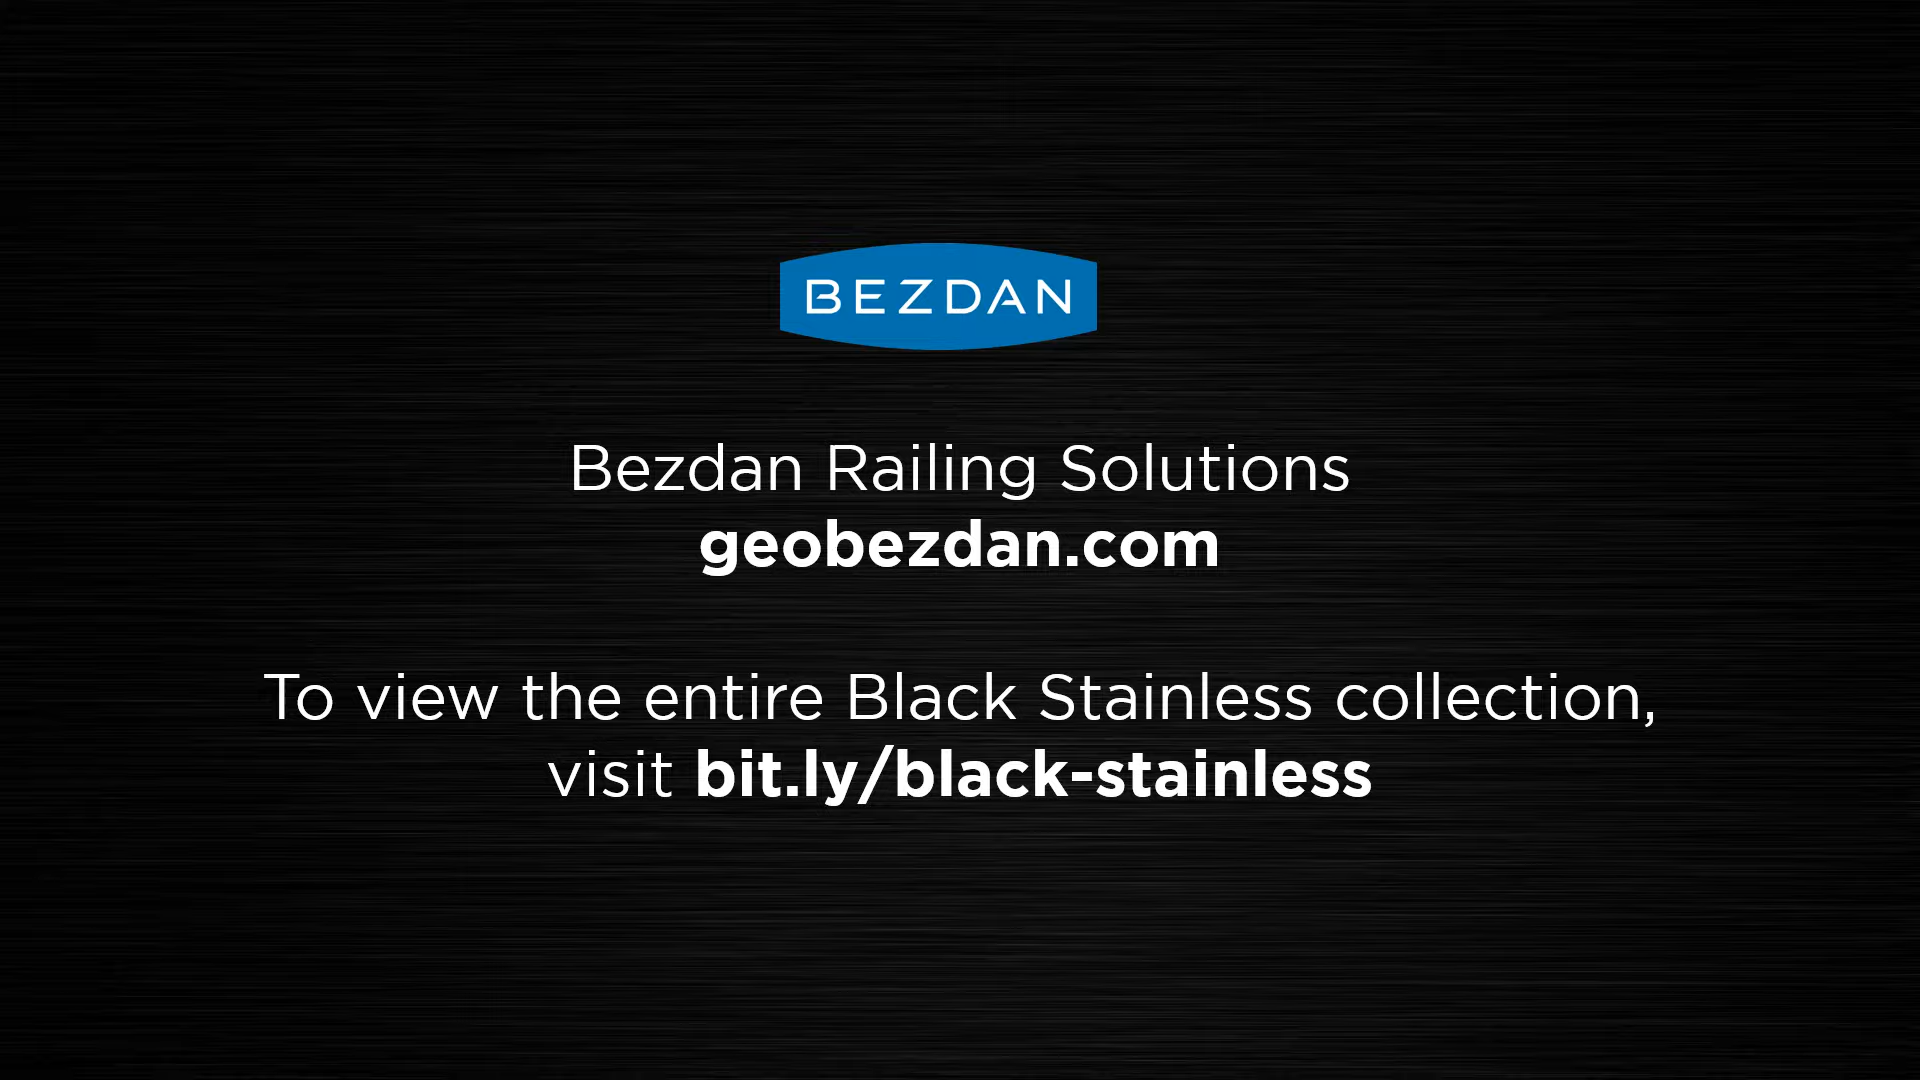 BEZDAN
Bezdan Railing Solutions
geobezdan.com
To view the entire Black Stainless collection,
visit bit.ly/black-stainless